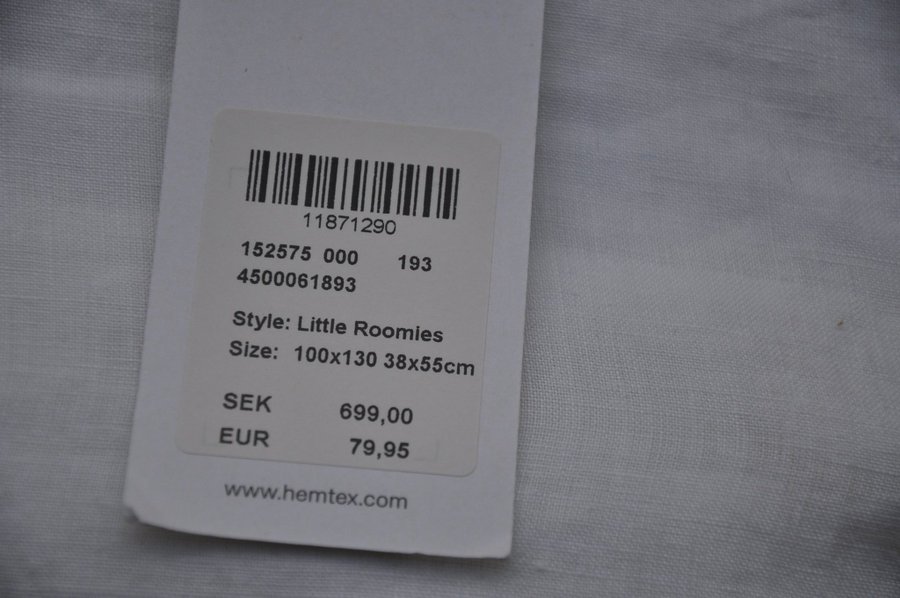 11871290
152575 000 193
4500061893
Style: Little Roomies
Size: 100x130 38x55cm
SEK 699,00
EUR 79,95
www.hemtex.com